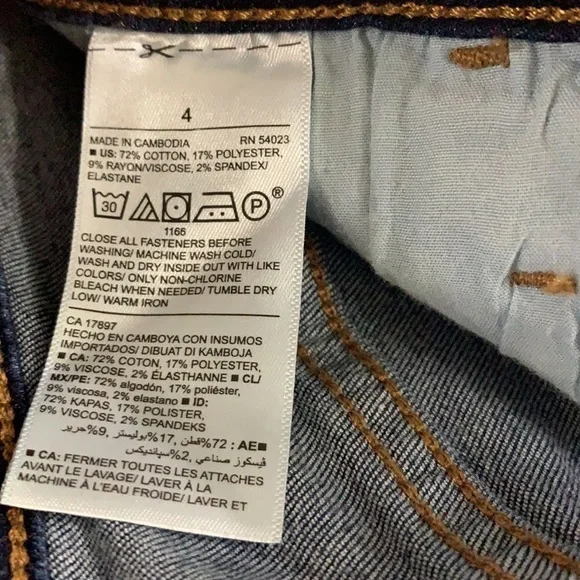 4
MADE IN CAMBODIA RN 54023
■ US: 72% COTTON, 17% POLYESTER,
9% RAYON/VISCOSE, 2% SPANDEX/
ELASTANE
30 P ®
1166
CLOSE ALL FASTENERS BEFORE
WASHING/ MACHINE WASH COLD/
WASH AND DRY INSIDE OUT WITH LIKE
COLORS/ ONLY NON-CHLORINE
BLEACH WHEN NEEDED/ TUMBLE DRY
LOW/ WARM IRON
CA 17897
HECHO EN CAMBOYA CON INSUMOS
IMPORTADOS/ DIBUAT DI KAMBOJA
■ CA: 72% COTON, 17% POLYESTER,
9% VISCOSE, 2% ÉLASTHANNE ■ CL/
MX/PE: 72% algodón, 17% poliéster,
9% viscosa, 2% elastano ■ ID:
72% KAPAS, 17% POLISTER,
9% VISCOSE, 2% SPANDEKS
■ AE: 72% قطن, 17% بوليستر, 9% حرير
فيسكوز صناعي, 2% سبانديكس
■ CA: FERMER TOUTES LES ATTACHES
AVANT LE LAVAGE/ LAVER À LA
MACHINE À L'EAU FROIDE/ LAVER ET